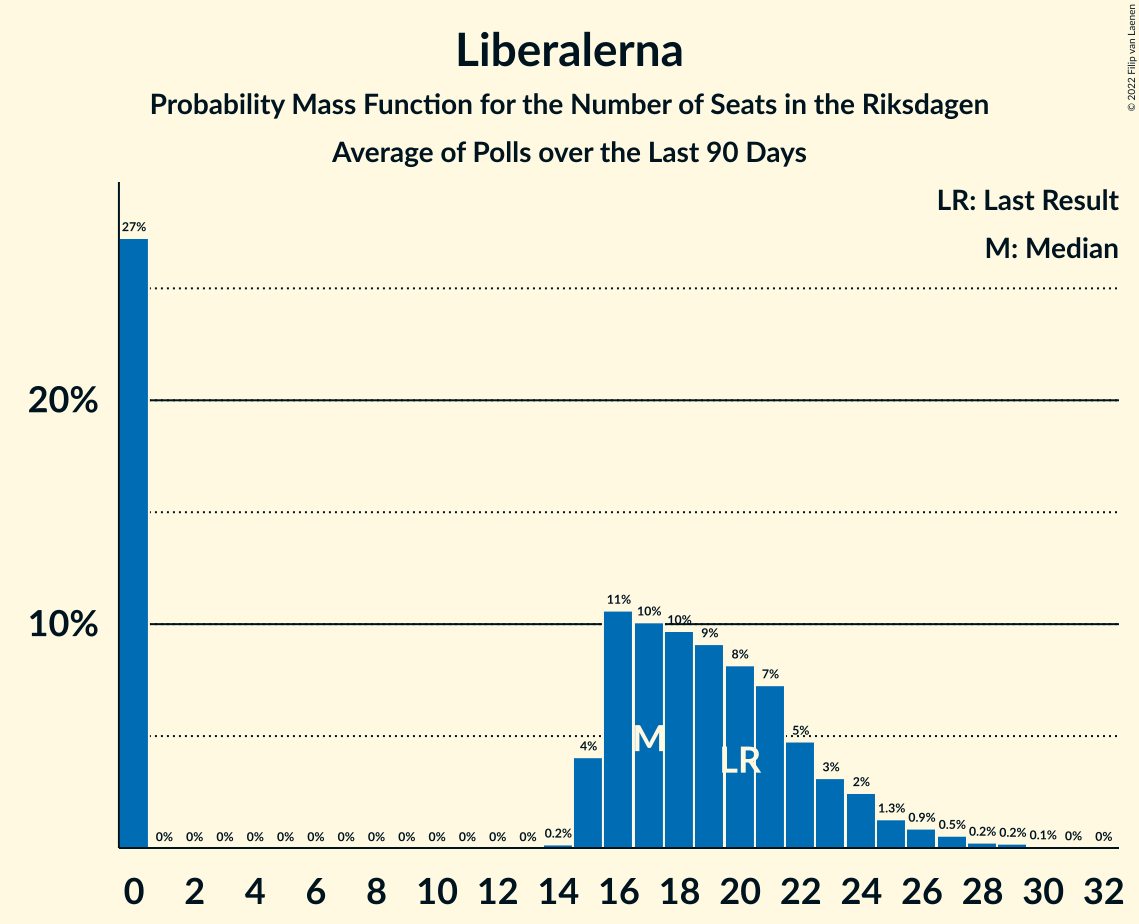 Liberalerna
Probability Mass Function for the Number of Seats in the Riksdagen
Average of Polls over the Last 90 Days
© 2022 Filip van Laenen
LR: Last Result
M: Median
27%
20%
10%
0% 0% 0% 0% 0% 0% 0% 0% 0% 0% 0% 0% 0% 0.2% 4% 11% 10% 10% 9% 8% 7% 5% 3% 2% 1.3% 0.9% 0.5% 0.2% 0.2% 0.1% 0% 0%
M
LR
0 2 4 6 8 10 12 14 16 18 20 22 24 26 28 30 32